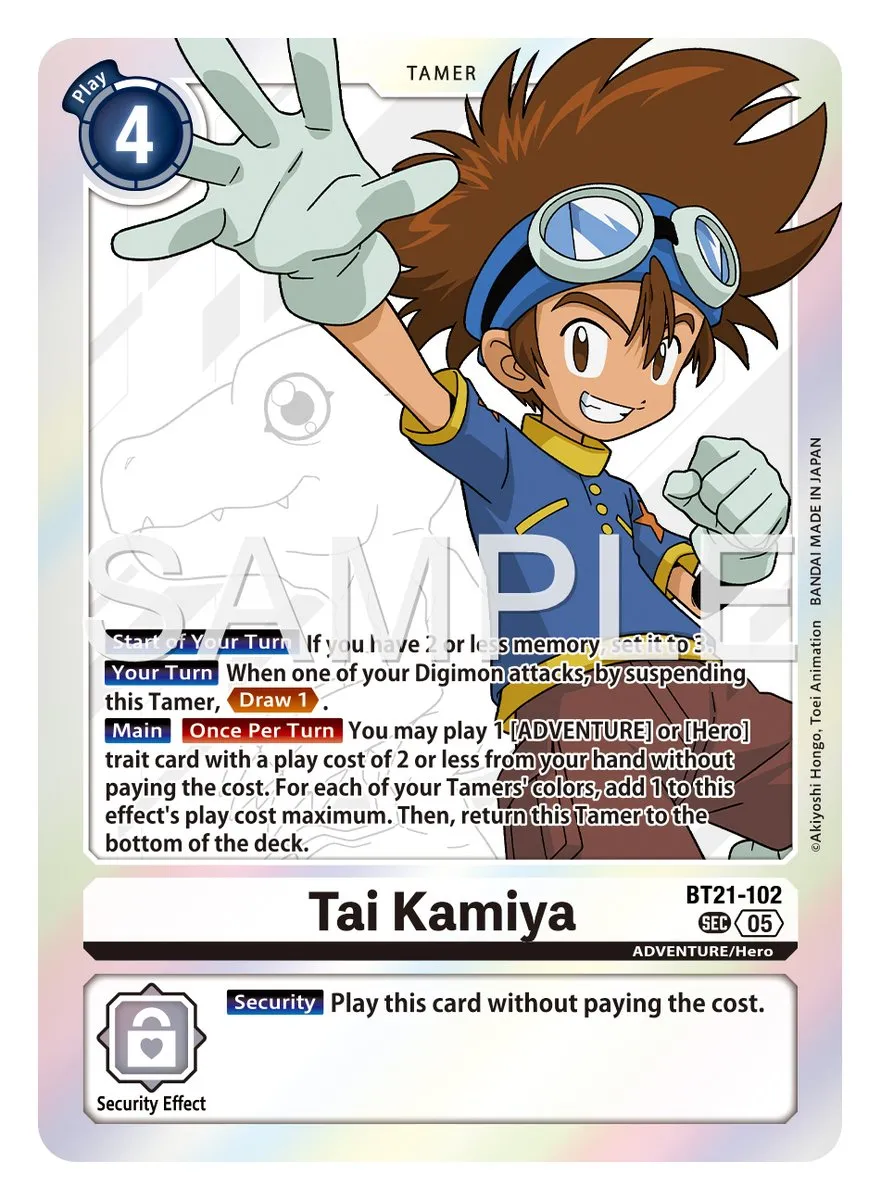 Play
4
TAMER
SAMPLE
Start of Your Turn If you have 2 or less memory, set it to 3.
Your Turn When one of your Digimon attacks, by suspending
this Tamer, Draw 1 .
Main Once Per Turn You may play 1 [ADVENTURE] or [Hero]
trait card with a play cost of 2 or less from your hand without
paying the cost. For each of your Tamers' colors, add 1 to this
effect's play cost maximum. Then, return this Tamer to the
bottom of the deck.
©Akiyoshi Hongo, Toei Animation BANDAI MADE IN JAPAN
Tai Kamiya
BT21-102
SEC 05
ADVENTURE/Hero
Security Play this card without paying the cost.
Security Effect